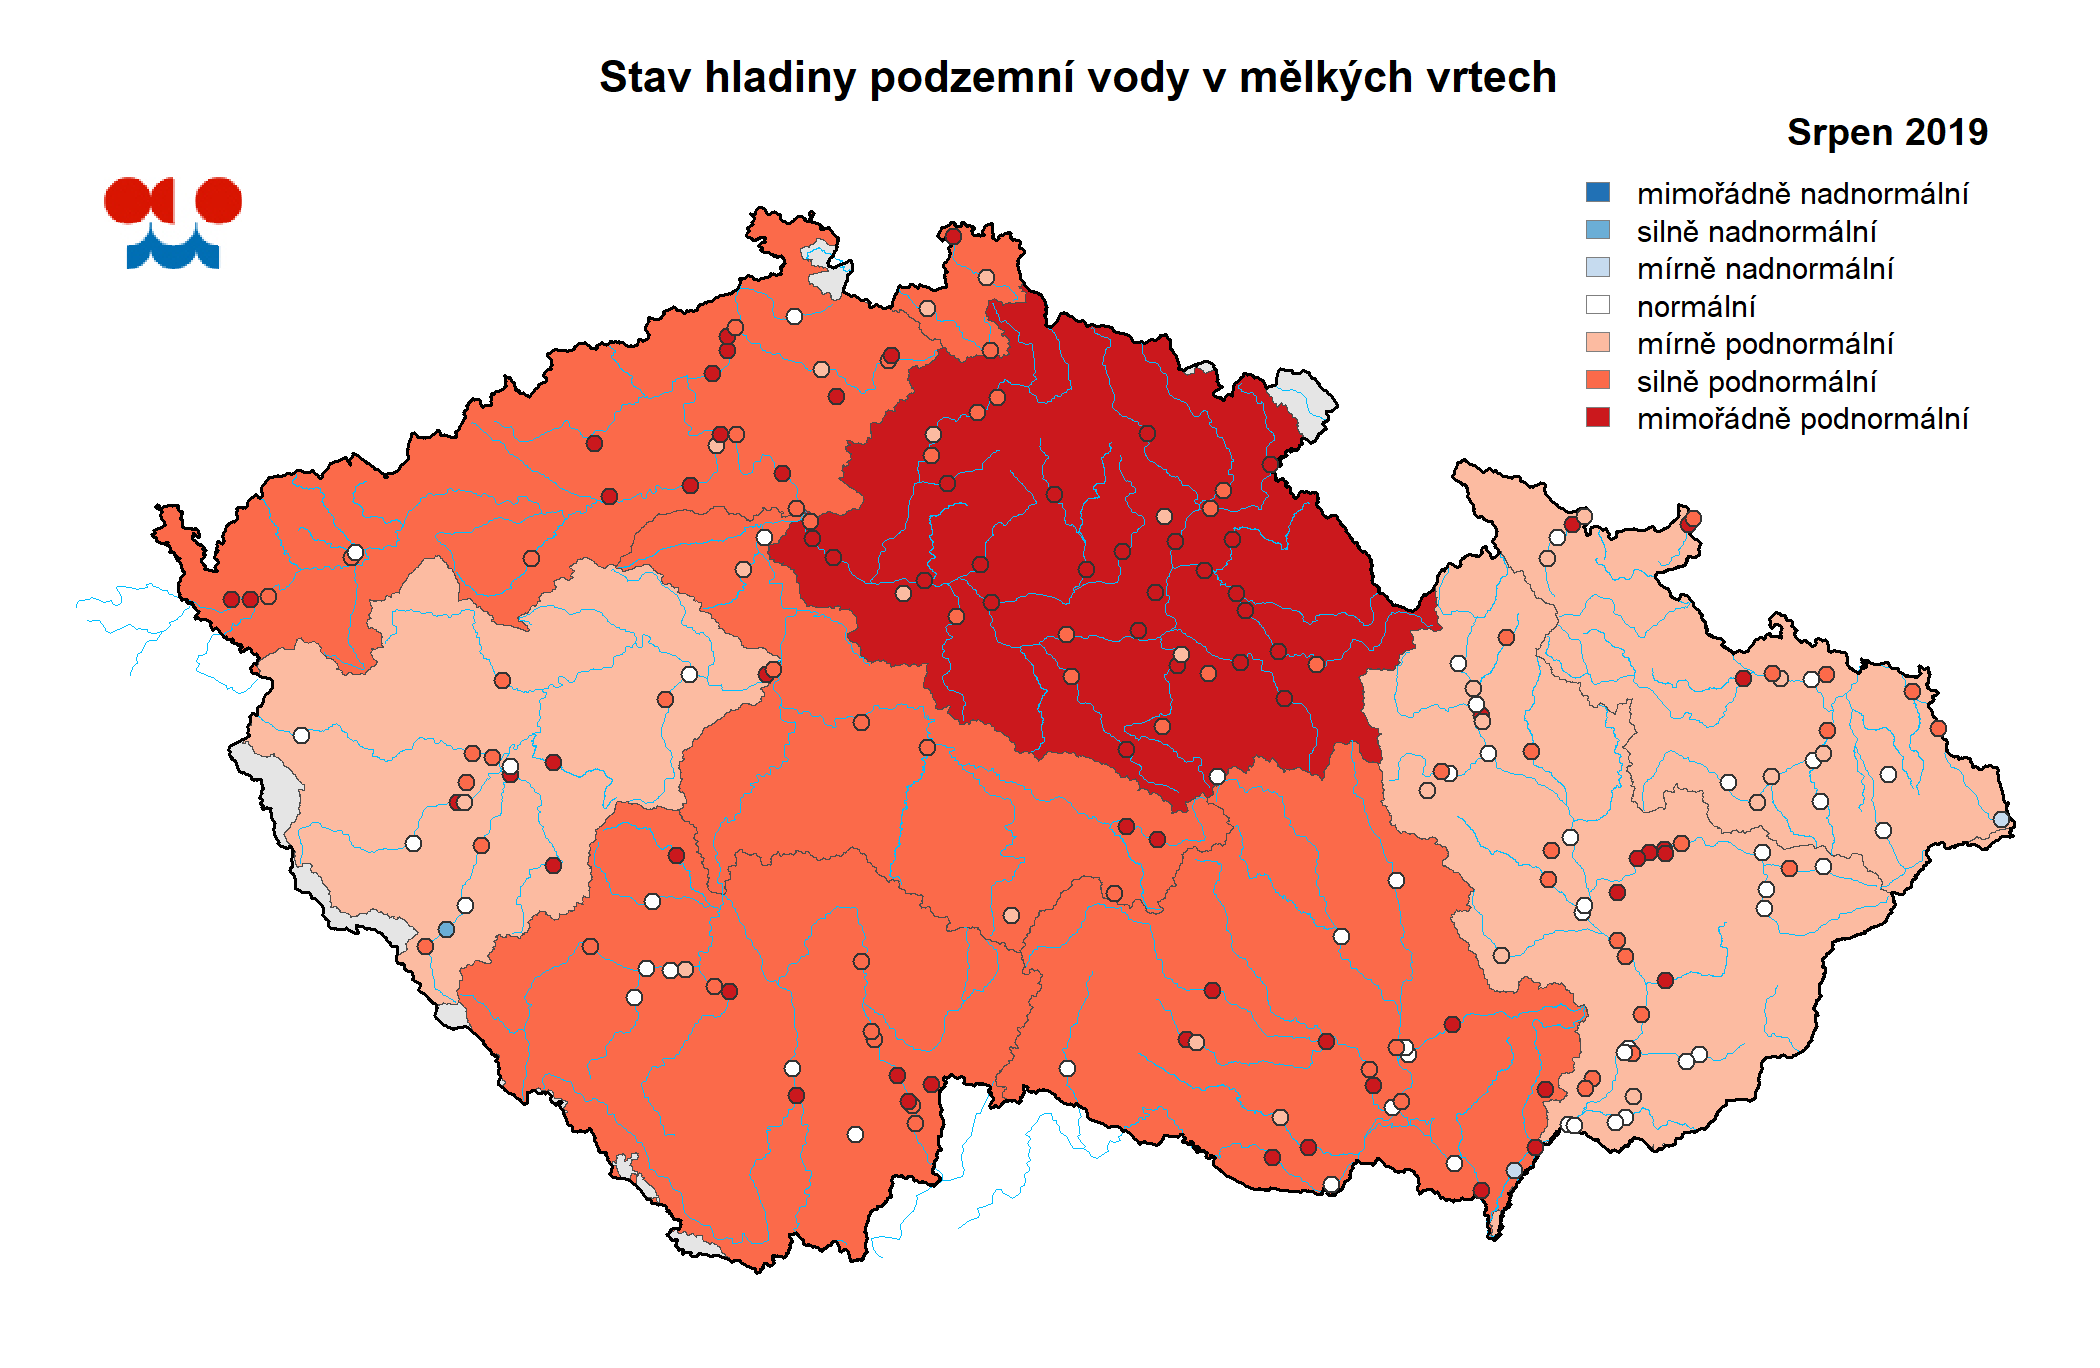 Stav hladiny podzemní vody v mělkých vrtech
Srpen 2019
mimořádně nadnormální
silně nadnormální
mírně nadnormální
normální
mírně podnormální
silně podnormální
mimořádně podnormální